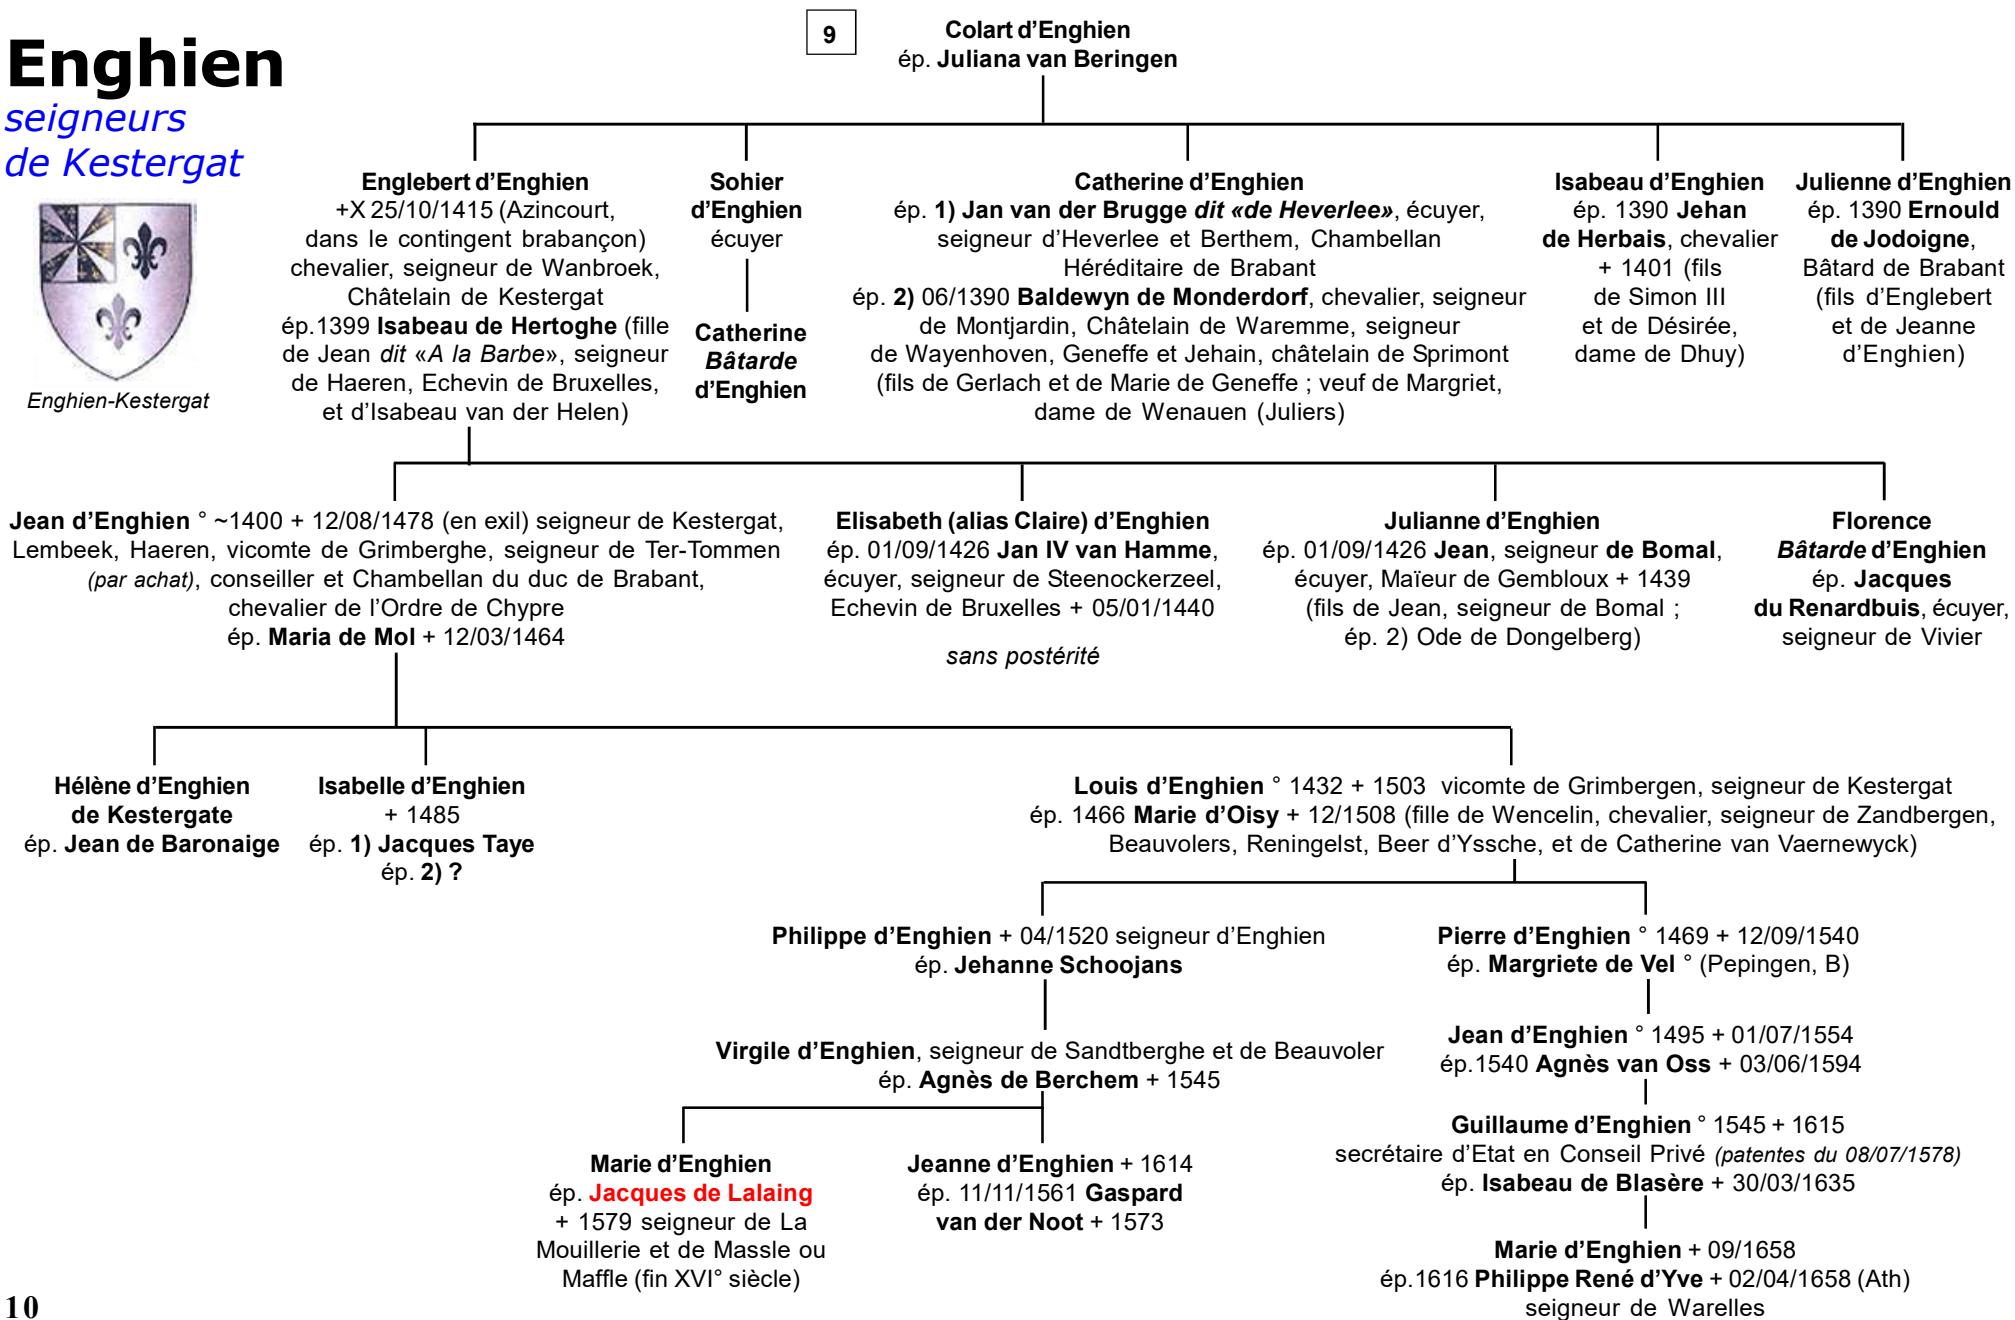 Enghien
seigneurs
de Kestergat
Enghien-Kestergat
9
Colart d’Enghien
ép. Juliana van Beringen
Englebert d’Enghien
+X 25/10/1415 (Azincourt,
dans le contingent brabançon)
chevalier, seigneur de Wanbroek,
Châtelain de Kestergat
ép.1399 Isabeau de Hertoghe (fille
de Jean dit «A la Barbe», seigneur
de Haeren, Echevin de Bruxelles,
et d'Isabeau van der Helen)
Sohier
d’Enghien
écuyer
Catherine
Bâtarde
d’Enghien
Catherine d’Enghien
ép. 1) Jan van der Brugge dit «de Heverlee», écuyer,
seigneur d’Heverlee et Berthem, Chambellan
Héréditaire de Brabant
ép. 2) 06/1390 Baldewyn de Monderdorf, chevalier, seigneur
de Montjardin, Châtelain de Waremme, seigneur
de Wayenhoven, Geneffe et Jehain, châtelain de Sprimont
(fils de Gerlach et de Marie de Geneffe ; veuf de Margriet,
dame de Wenauen (Juliers)
Isabeau d’Enghien
ép. 1390 Jehan
de Herbais, chevalier
+ 1401 (fils
de Simon III
et de Désirée,
dame de Dhuy)
Julienne d’Enghien
ép. 1390 Ernould
de Jodoigne,
Bâtard de Brabant
(fils d’Englebert
et de Jeanne
d’Enghien)
Jean d’Enghien ° ~1400 + 12/08/1478 (en exil) seigneur de Kestergat,
Lembeek, Haeren, vicomte de Grimberghe, seigneur de Ter-Tommen
(par achat), conseiller et Chambellan du duc de Brabant,
chevalier de l’Ordre de Chypre
ép. Maria de Mol + 12/03/1464
Elisabeth (alias Claire) d’Enghien
ép. 01/09/1426 Jan IV van Hamme,
écuyer, seigneur de Steenockerzeel,
Echevin de Bruxelles + 05/01/1440
sans postérité
Julianne d’Enghien
ép. 01/09/1426 Jean, seigneur de Bomal,
écuyer, Maïeur de Gembloux + 1439
(fils de Jean, seigneur de Bomal ;
ép. 2) Ode de Dongelberg)
Florence
Bâtarde d’Enghien
ép. Jacques
du Renardbuis, écuyer,
seigneur de Vivier
Hélène d’Enghien
de Kestergate
ép. Jean de Baronaige
Isabelle d’Enghien
+ 1485
ép. 1) Jacques Taye
ép. 2) ?
Louis d’Enghien ° 1432 + 1503 vicomte de Grimbergen, seigneur de Kestergat
ép. 1466 Marie d’Oisy + 12/1508 (fille de Wencelin, chevalier, seigneur de Zandbergen,
Beauvolers, Reningelst, Beer d’Yssche, et de Catherine van Vaernewyck)
Philippe d’Enghien + 04/1520 seigneur d’Enghien
ép. Jehanne Schoojans
Pierre d’Enghien ° 1469 + 12/09/1540
ép. Margriete de Vel ° (Pepingen, B)
Virgile d’Enghien, seigneur de Sandtberghe et de Beauvoler
ép. Agnès de Berchem + 1545
Jean d’Enghien ° 1495 + 01/07/1554
ép.1540 Agnès van Oss + 03/06/1594
Marie d’Enghien
ép. Jacques de Lalaing
+ 1579 seigneur de La
Mouillerie et de Massle ou
Maffle (fin XVI° siècle)
Jeanne d’Enghien + 1614
ép. 11/11/1561 Gaspard
van der Noot + 1573
Guillaume d’Enghien ° 1545 + 1615
secrétaire d’Etat en Conseil Privé (patentes du 08/07/1578)
ép. Isabeau de Blasère + 30/03/1635
Marie d’Enghien + 09/1658
ép.1616 Philippe René d’Yve + 02/04/1658 (Ath)
seigneur de Warelles
10